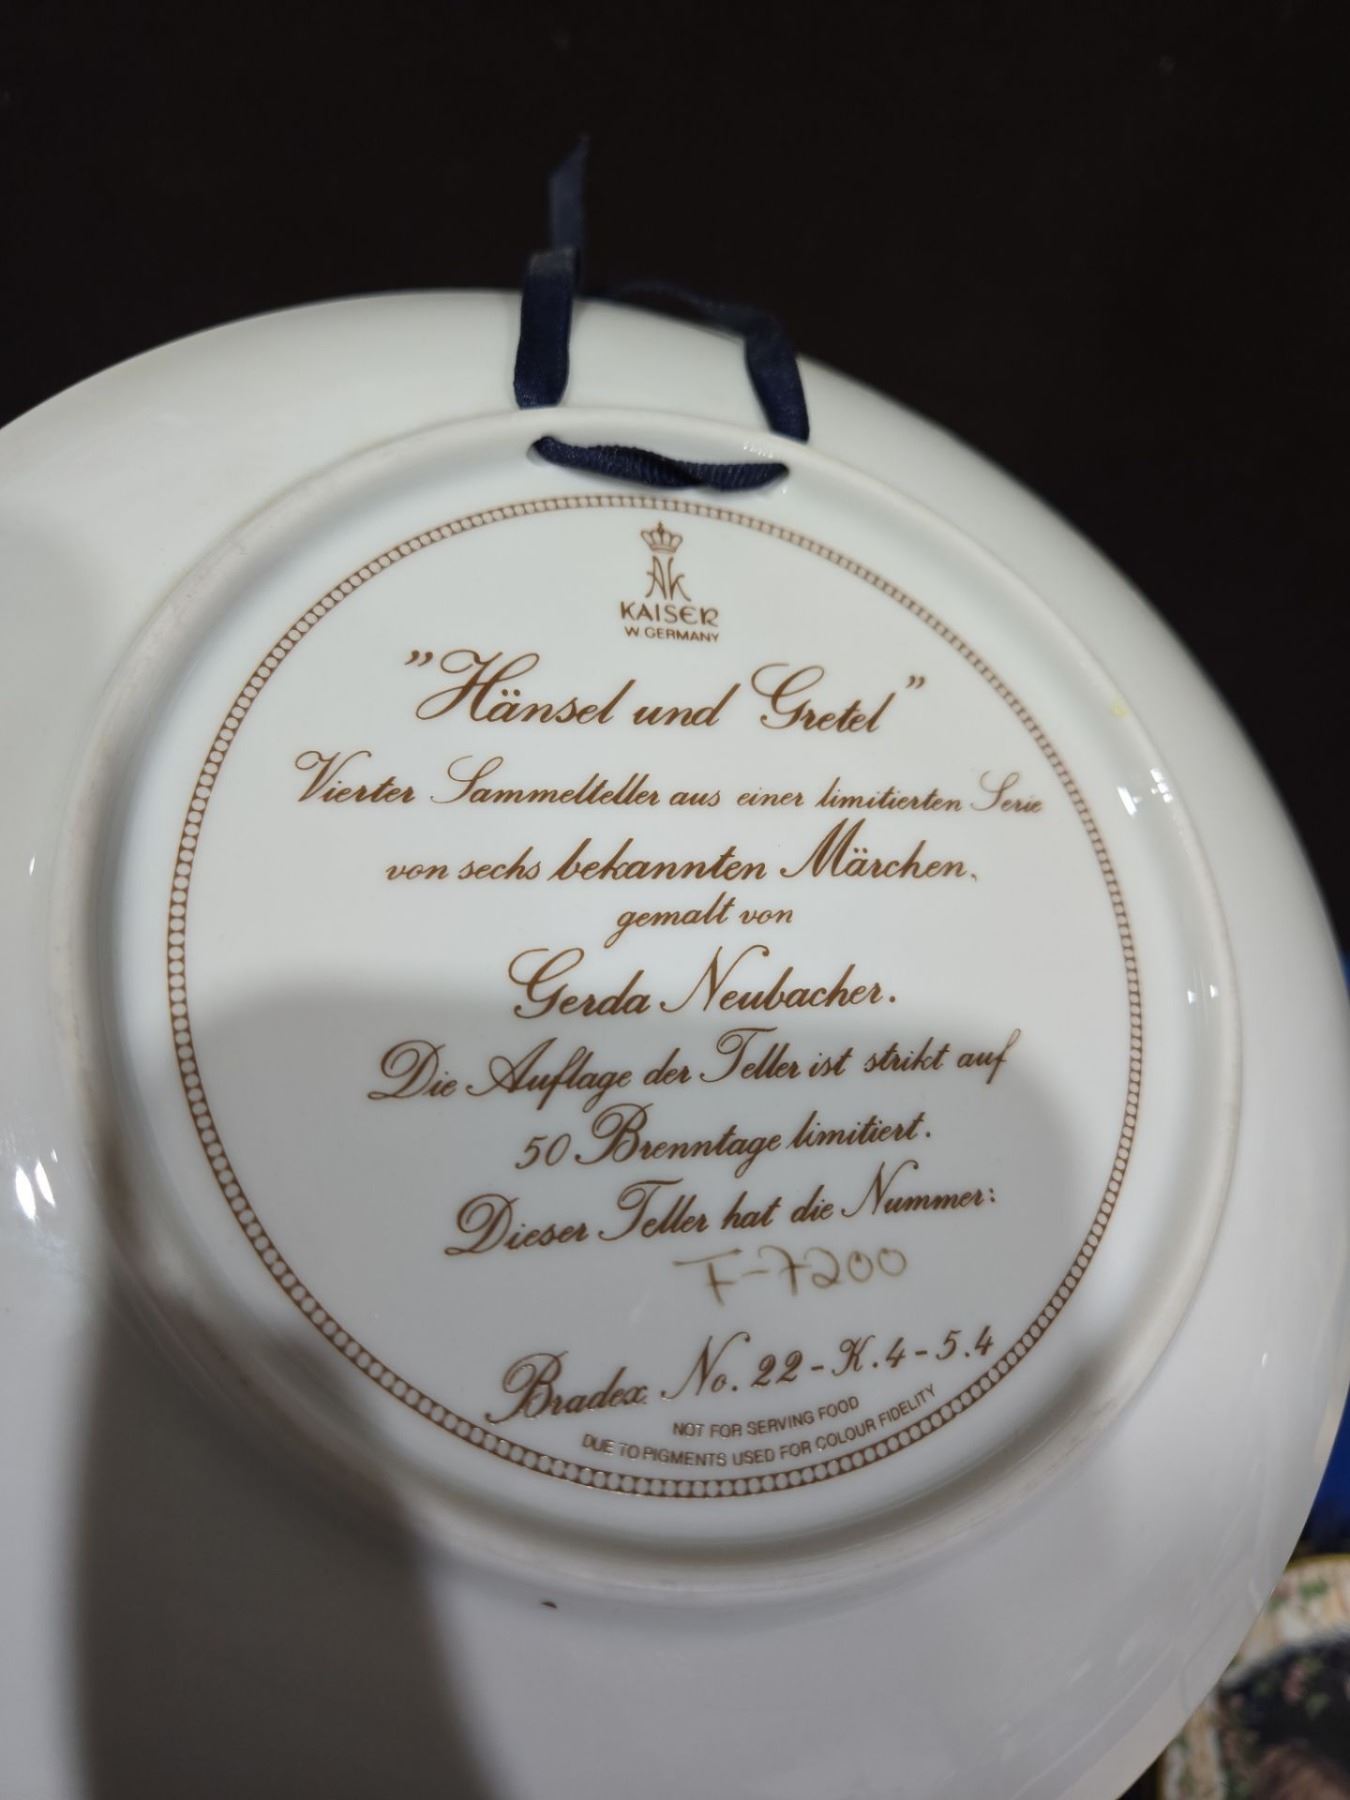 AK
KAISER
W. GERMANY
"Hänsel und Gretel"
Vierter Sammelteller aus einer limitierten Serie
von sechs bekannten Märchen,
gemalt von
Gerda Neubacher.
Die Auflage der Teller ist strikt auf
50 Brenntage limitiert.
Dieser Teller hat die Nummer:
F-7200
Bradex No. 22-K.4-5.4
NOT FOR SERVING FOOD
DUE TO PIGMENTS USED FOR COLOUR FIDELITY